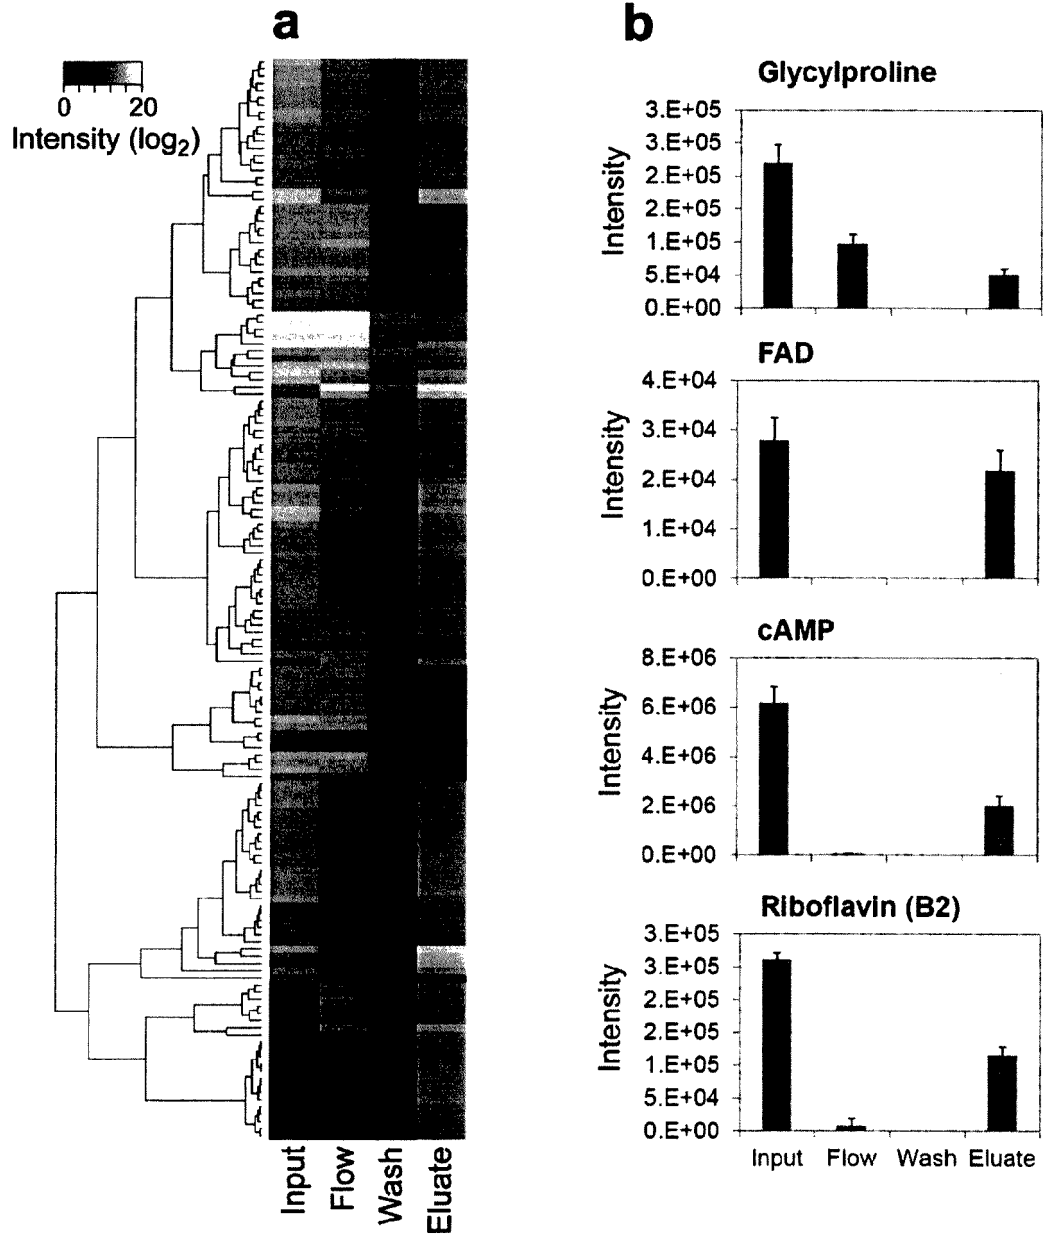 a
0 20
Intensity (log2)
Input
Flow
Wash
Eluate
b
Glycylproline
Intensity
3.E+05
3.E+05
2.E+05
2.E+05
1.E+05
5.E+04
0.E+00
FAD
Intensity
4.E+04
3.E+04
2.E+04
1.E+04
0.E+00
cAMP
Intensity
8.E+06
6.E+06
4.E+06
2.E+06
0.E+00
Riboflavin (B2)
Intensity
3.E+05
3.E+05
2.E+05
2.E+05
1.E+05
5.E+04
0.E+00
Input Flow Wash Eluate